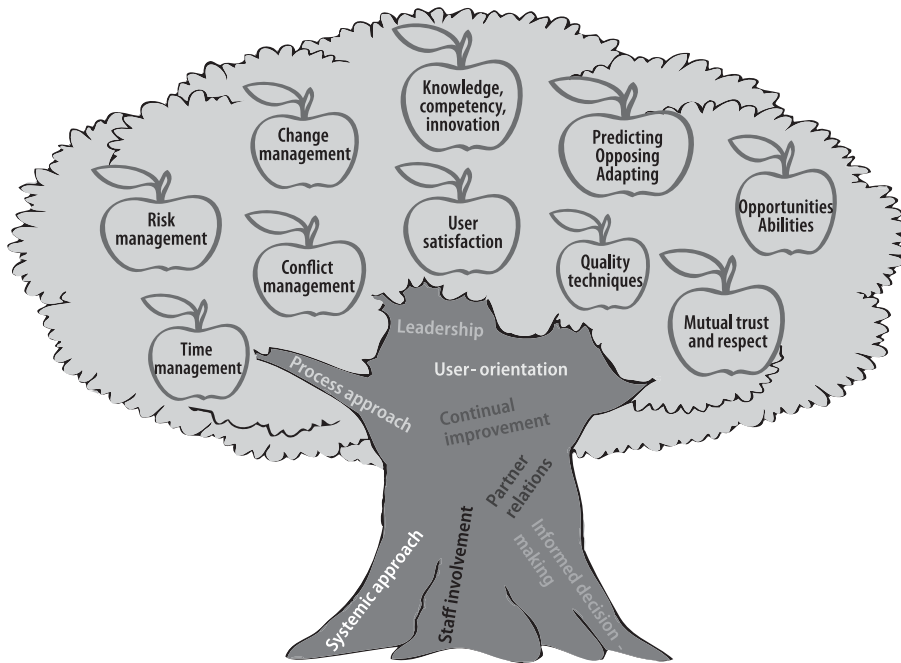 Knowledge,
competency,
innovation
Change
management
Predicting
Opposing
Adapting
Risk
management
User
satisfaction
Opportunities
Abilities
Conflict
management
Quality
techniques
Time
management
Mutual trust
and respect
Leadership
Process approach
User-orientation
Continual
improvement
Partner
relations
Systemic approach
Staff involvement
Informed decision
making